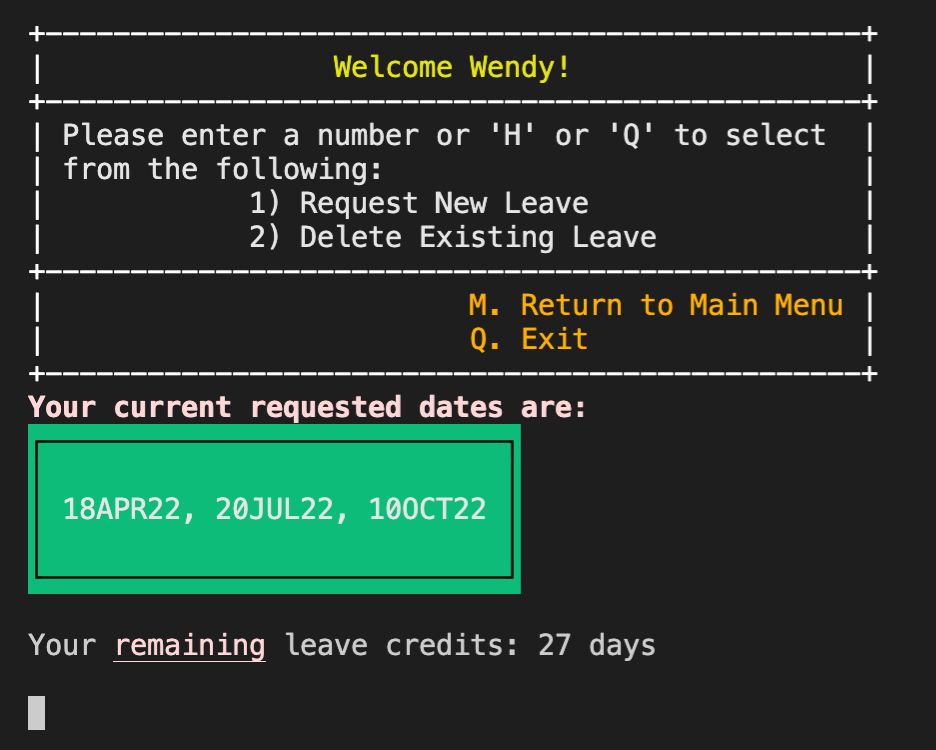 Welcome Wendy!
Please enter a number or 'H' or 'Q' to select
from the following:
1) Request New Leave
2) Delete Existing Leave
M. Return to Main Menu
Q. Exit
Your current requested dates are:
18APR22, 20JUL22, 10OCT22
Your remaining leave credits: 27 days